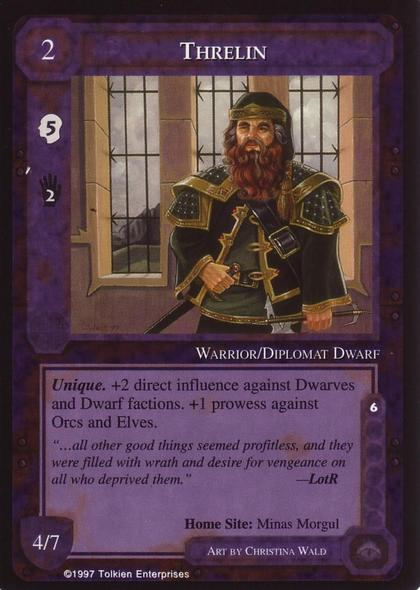 2
THRELIN
5
2
WARRIOR/DIPLOMAT DWARF
Unique. +2 direct influence against Dwarves
and Dwarf factions. +1 prowess against
Orcs and Elves.
6
“...all other good things seemed profitless, and they
were filled with wrath and desire for vengeance on
all who deprived them.” —LotR
Home Site: Minas Morgul
4/7
ART BY CHRISTINA WALD
©1997 Tolkien Enterprises